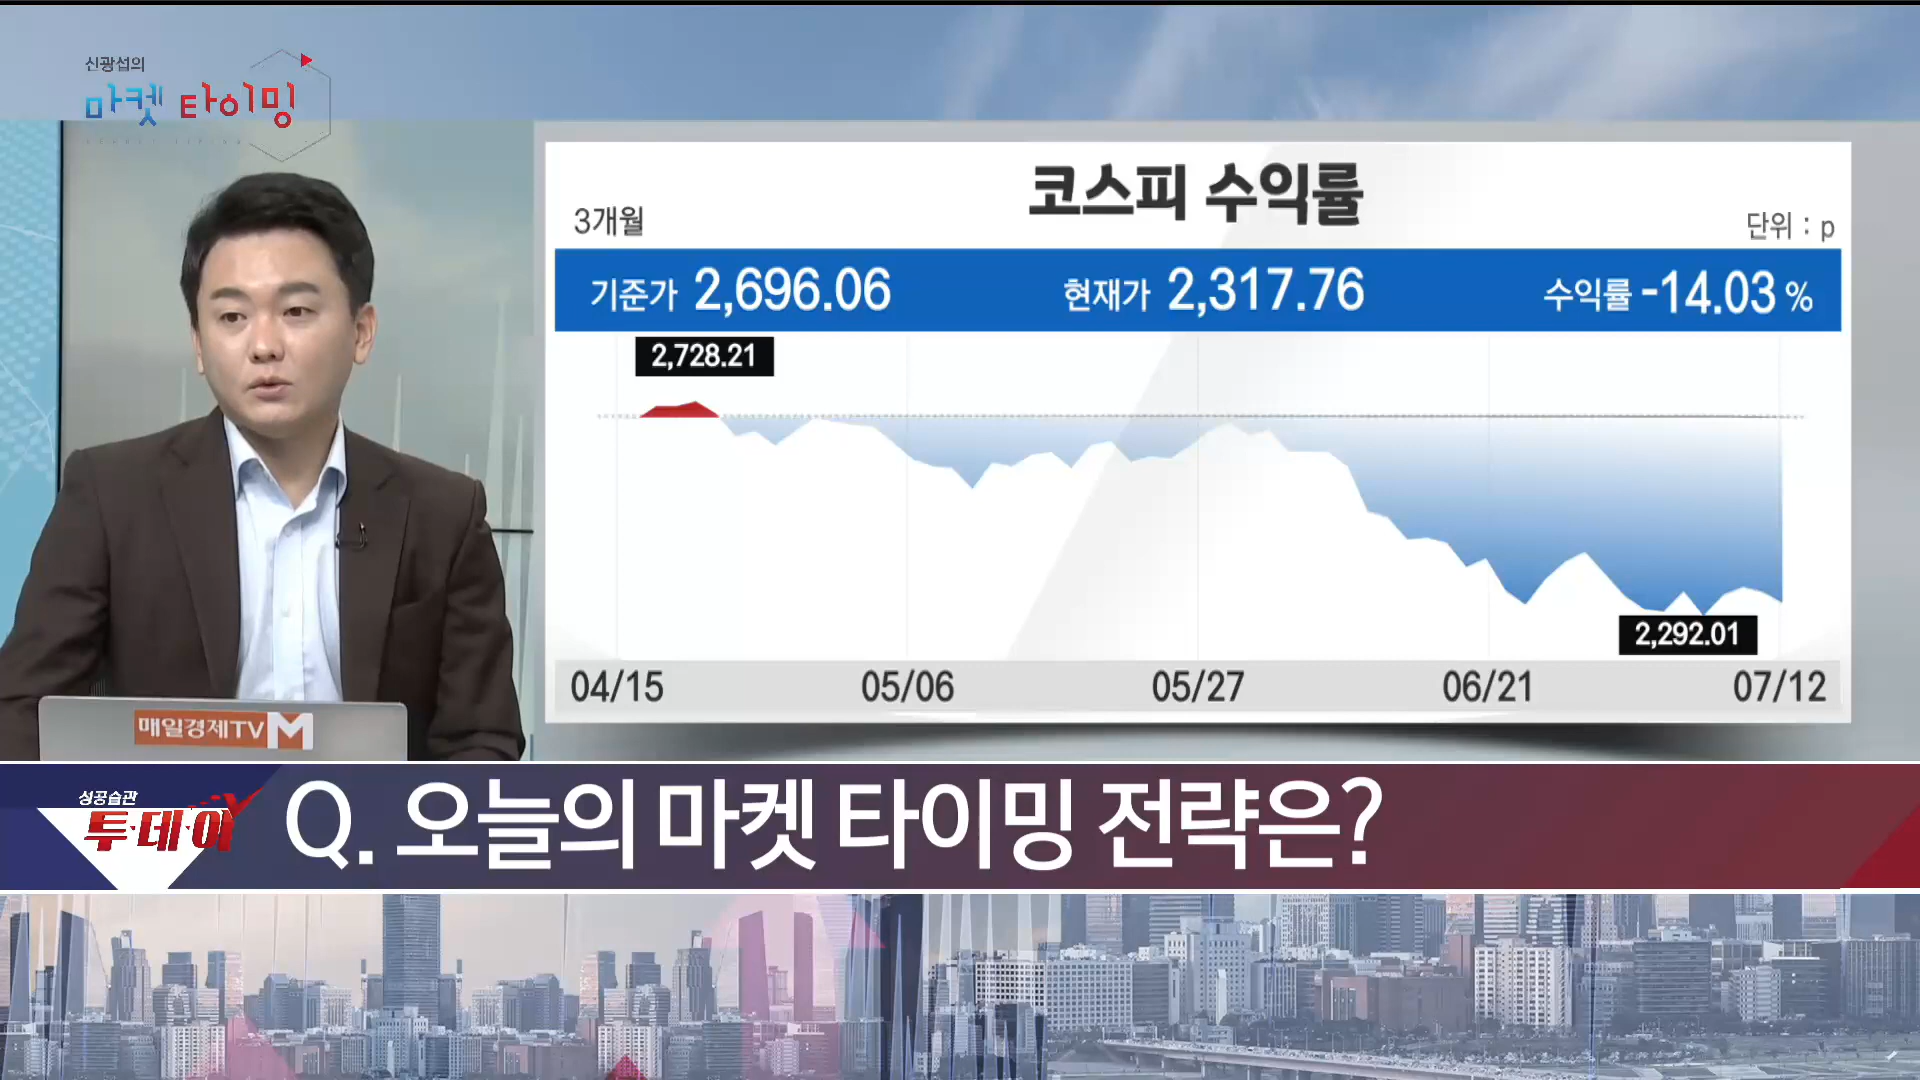 신광섭의
마켓 타이밍
코스피 수익률
3개월
단위 : p
기준가 2,696.06 현재가 2,317.76 수익률 -14.03 %
2,728.21
2,292.01
04/15 05/06 05/27 06/21 07/12
매일경제TV M
성공습관
투·데·이
Q. 오늘의 마켓 타이밍 전략은?